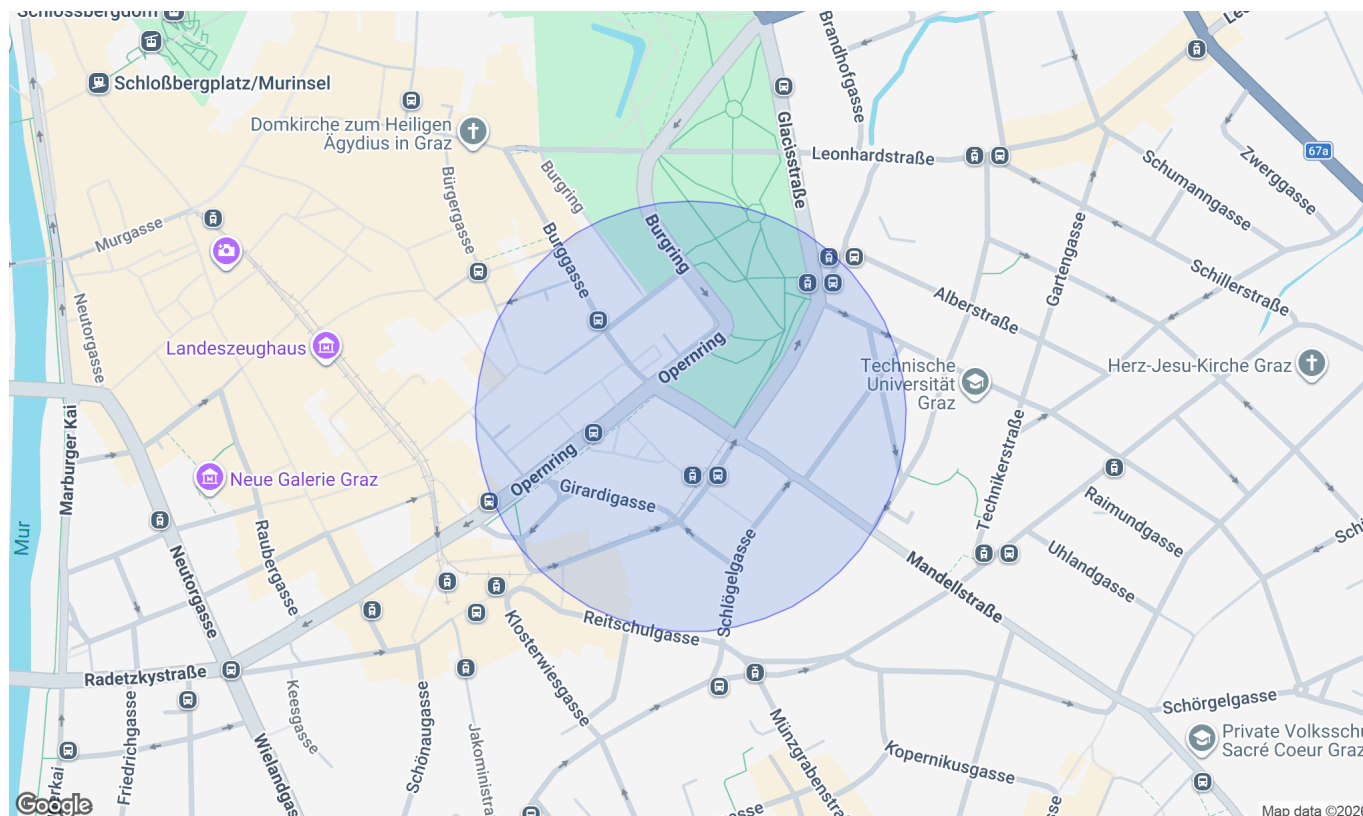 Schlossbergdom
Schloßbergplatz/Murinsel
Domkirche zum Heiligen
Ägydius in Graz
Brandhofgasse
Glacisstraße
Leonhardstraße
67a
Zwerggasse
Schumanngasse
Schillerstraße
Gartengasse
Burgring
Bürgergasse
Burggasse
Burgring
Murgasse
Neutorgasse
Landeszeughaus
Alberstraße
Technische
Universität
Graz
Herz-Jesu-Kirche Graz
Opernring
Opernring
Marburger Kai
Neue Galerie Graz
Girardigasse
Technikerstraße
Raimundgasse
Uhlandgasse
Mur
Neutorgasse
Raubergasse
Schlögelgasse
Mandellstraße
Reitschulgasse
Klosterwiesgasse
Radetzkystraße
Keesgasse
Friedrichgasse
Wielandgas
Schönaugasse
Jakoministra
Münzgrabenstra
Kopernikusgasse
Schörgelgasse
Private Volksschu
Sacré Coeur Graz
Google
Map data ©2026